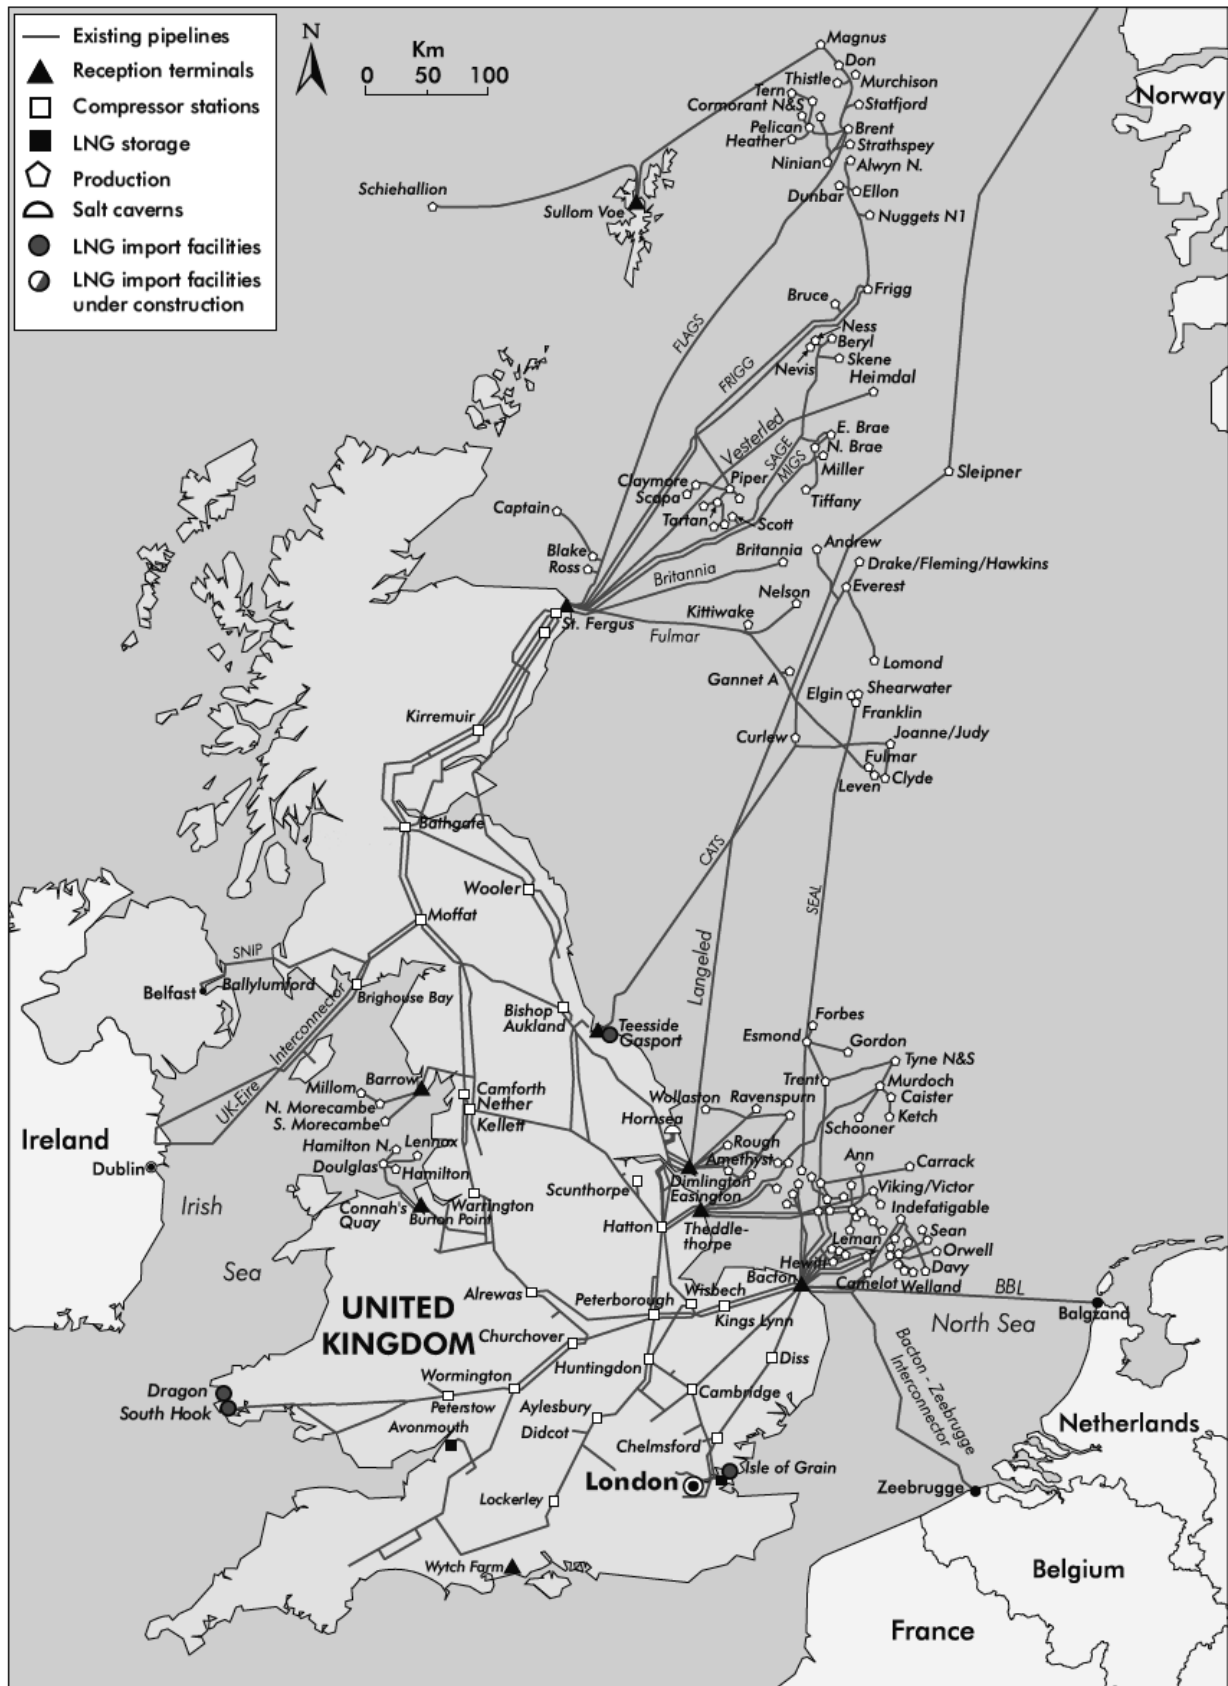 Existing pipelines
Reception terminals
Compressor stations
LNG storage
Production
Salt caverns
LNG import facilities
LNG import facilities
under construction
N
Km
0 50 100
Norway
Magnus
Don
Thistle
Murchison
Tern
Cormorant N&S
Statfjord
Pelican
Brent
Heather
Strathspey
Ninian
Alwyn N.
Dunbar
Ellon
Nuggets N1
Schiehallion
Sullom Voe
Bruce
Frigg
Ness
Beryl
Nevis
Skene
Heimdal
FLAGS
FRIGG
Vesterled
SAGE
MIGS
E. Brae
N. Brae
Miller
Tiffany
Sleipner
Claymore
Piper
Scapa
Tartan
Scott
Captain
Blake
Ross
Britannia
Britannia
Andrew
Drake/Fleming/Hawkins
Everest
Nelson
Kittiwake
St. Fergus
Fulmar
Lomond
Gannet A
Elgin
Shearwater
Franklin
Kirremuir
Curlew
Joanne/Judy
Fulmar
Leven
Clyde
Bathgate
CATS
Wooler
SEAL
Moffat
Langeled
SNIP
Ballylumford
Belfast
Brighouse Bay
Interconnector
UK-Eire
Bishop
Aukland
Teesside
Gasport
Forbes
Esmond
Gordon
Tyne N&S
Trent
Murdoch
Caister
Ketch
Schooner
Barrow
Millom
N. Morecambe
S. Morecambe
Camforth
Nether
Kellett
Wollaston
Ravenspurn
Hornsea
Rough
Amethyst
Ireland
Dublin
Hamilton N.
Lennox
Doulglas
Hamilton
Ann
Carrack
Dimlington
Easington
Scunthorpe
Viking/Victor
Indefatigable
Connah's
Quay
Burton Point
Warrington
Irish
Sea
Hatton
Theddle-
thorpe
Leman
Sean
Orwell
Hewitt
Davy
Bacton
Camelot
Welland
BBL
Balgzand
North Sea
Alrewas
Peterborough
Wisbech
Kings Lynn
UNITED
KINGDOM
Churchover
Huntingdon
Diss
Bacton - Zeebrugge
Interconnector
Dragon
South Hook
Wormington
Peterstow
Cambridge
Aylesbury
Avonmouth
Didcot
Chelmsford
Netherlands
London
Isle of Grain
Zeebrugge
Lockerley
Wytch Farm
Belgium
France